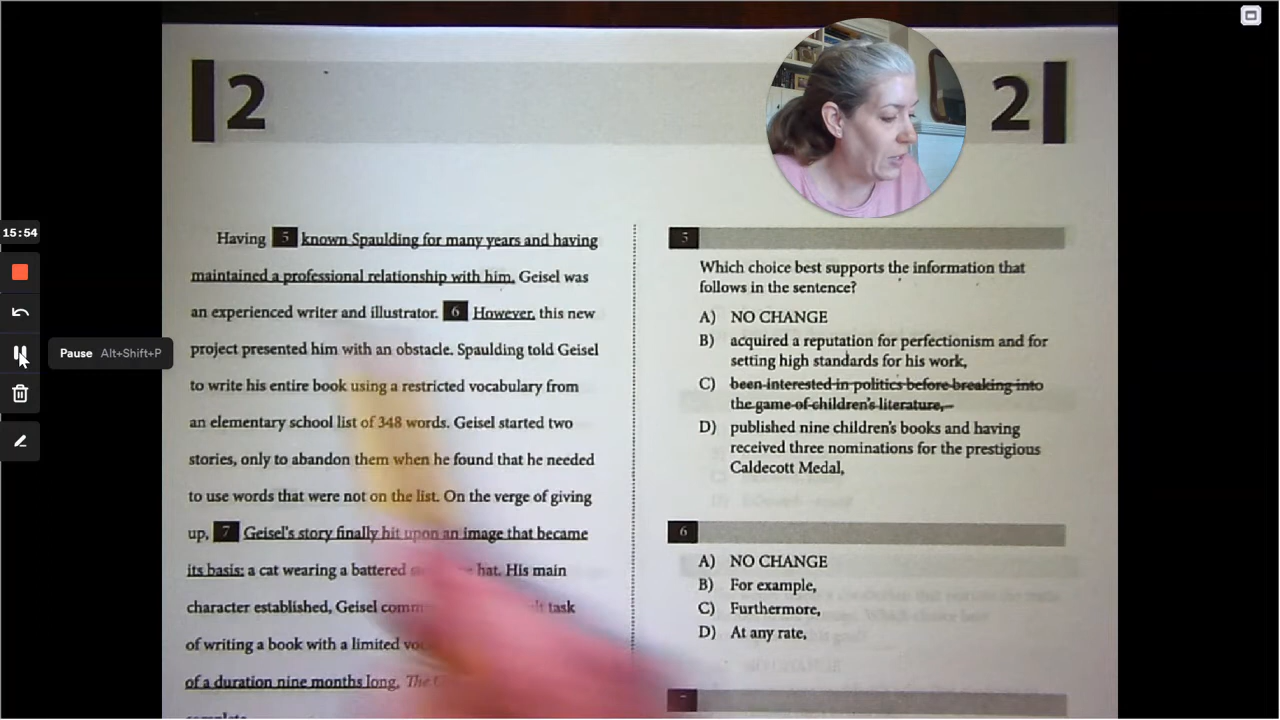 2
2
15:54
Pause Alt+Shift+P
Having 5 known Spaulding for many years and having
maintained a professional relationship with him, Geisel was
an experienced writer and illustrator. 6 However, this new
project presented him with an obstacle. Spaulding told Geisel
to write his entire book using a restricted vocabulary from
an elementary school list of 348 words. Geisel started two
stories, only to abandon them when he found that he needed
to use words that were not on the list. On the verge of giving
up, 7 Geisel's story finally hit upon an image that became
its basis: a cat wearing a battered hat. His main
character established, Geisel task
of writing a book with a limited
of a duration nine months long, The
complete
5
Which choice best supports the information that
follows in the sentence?
A) NO CHANGE
B) acquired a reputation for perfectionism and for
setting high standards for his work,
C) been interested in politics before breaking into
the game of children's literature,
D) published nine children's books and having
received three nominations for the prestigious
Caldecott Medal,
6
A) NO CHANGE
B) For example,
C) Furthermore,
D) At any rate,